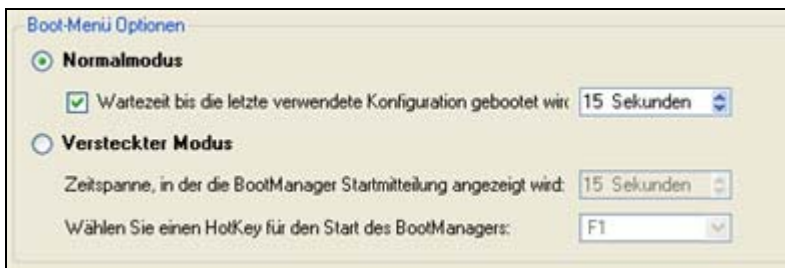 Boot-Menü Optionen
Normalmodus
Wartezeit bis die letzte verwendete Konfiguration gebootet wird 15 Sekunden
Versteckter Modus
Zeitspanne, in der die BootManager Startmitteilung angezeigt wird: 15 Sekunden
Wählen Sie einen HotKey für den Start des BootManagers: F1